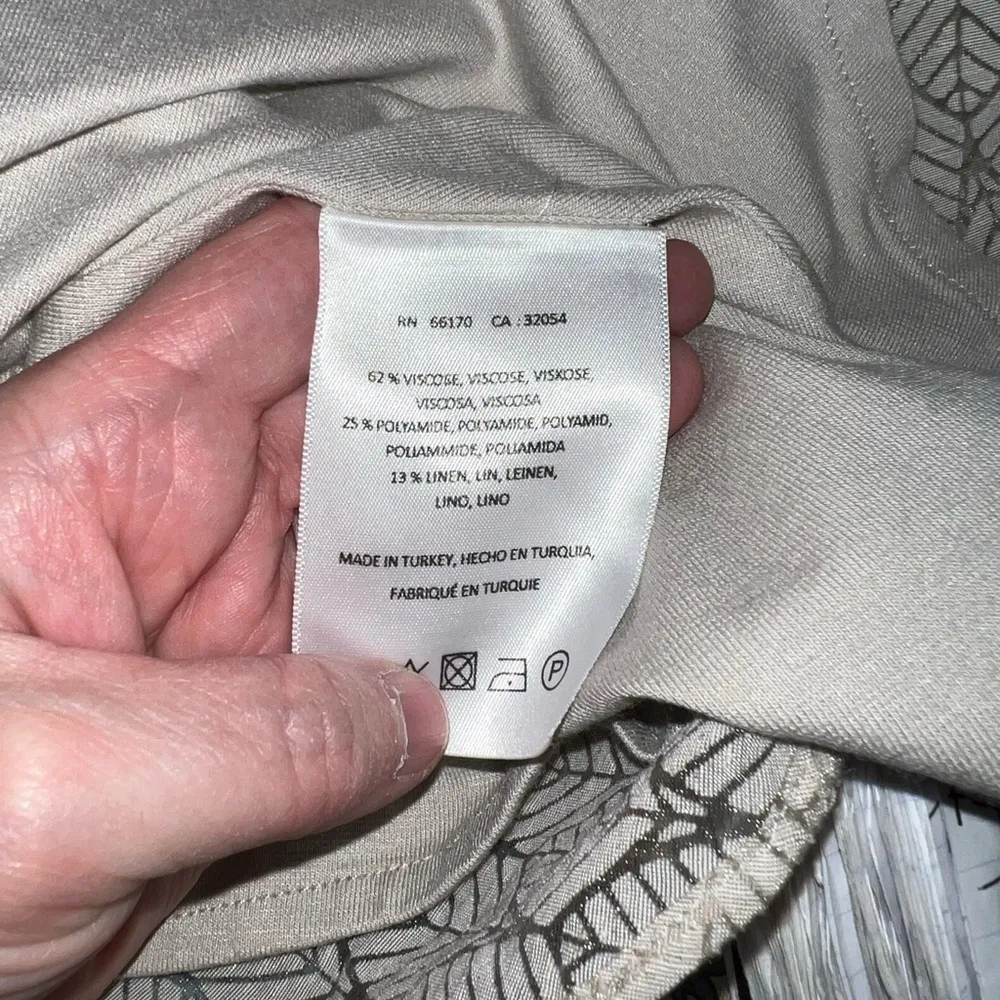 RN 66170 CA : 32054
62 % VISCOSE, VISCOSE, VISKOSE,
VISCOSA, VISCOSA
25 % POLYAMIDE, POLYAMIDE, POLYAMID,
POLIAMMIDE, POLIAMIDA
13 % LINEN, LIN, LEINEN,
LINO, LINO
MADE IN TURKEY, HECHO EN TURQUIA,
FABRIQUÉ EN TURQUIE
P